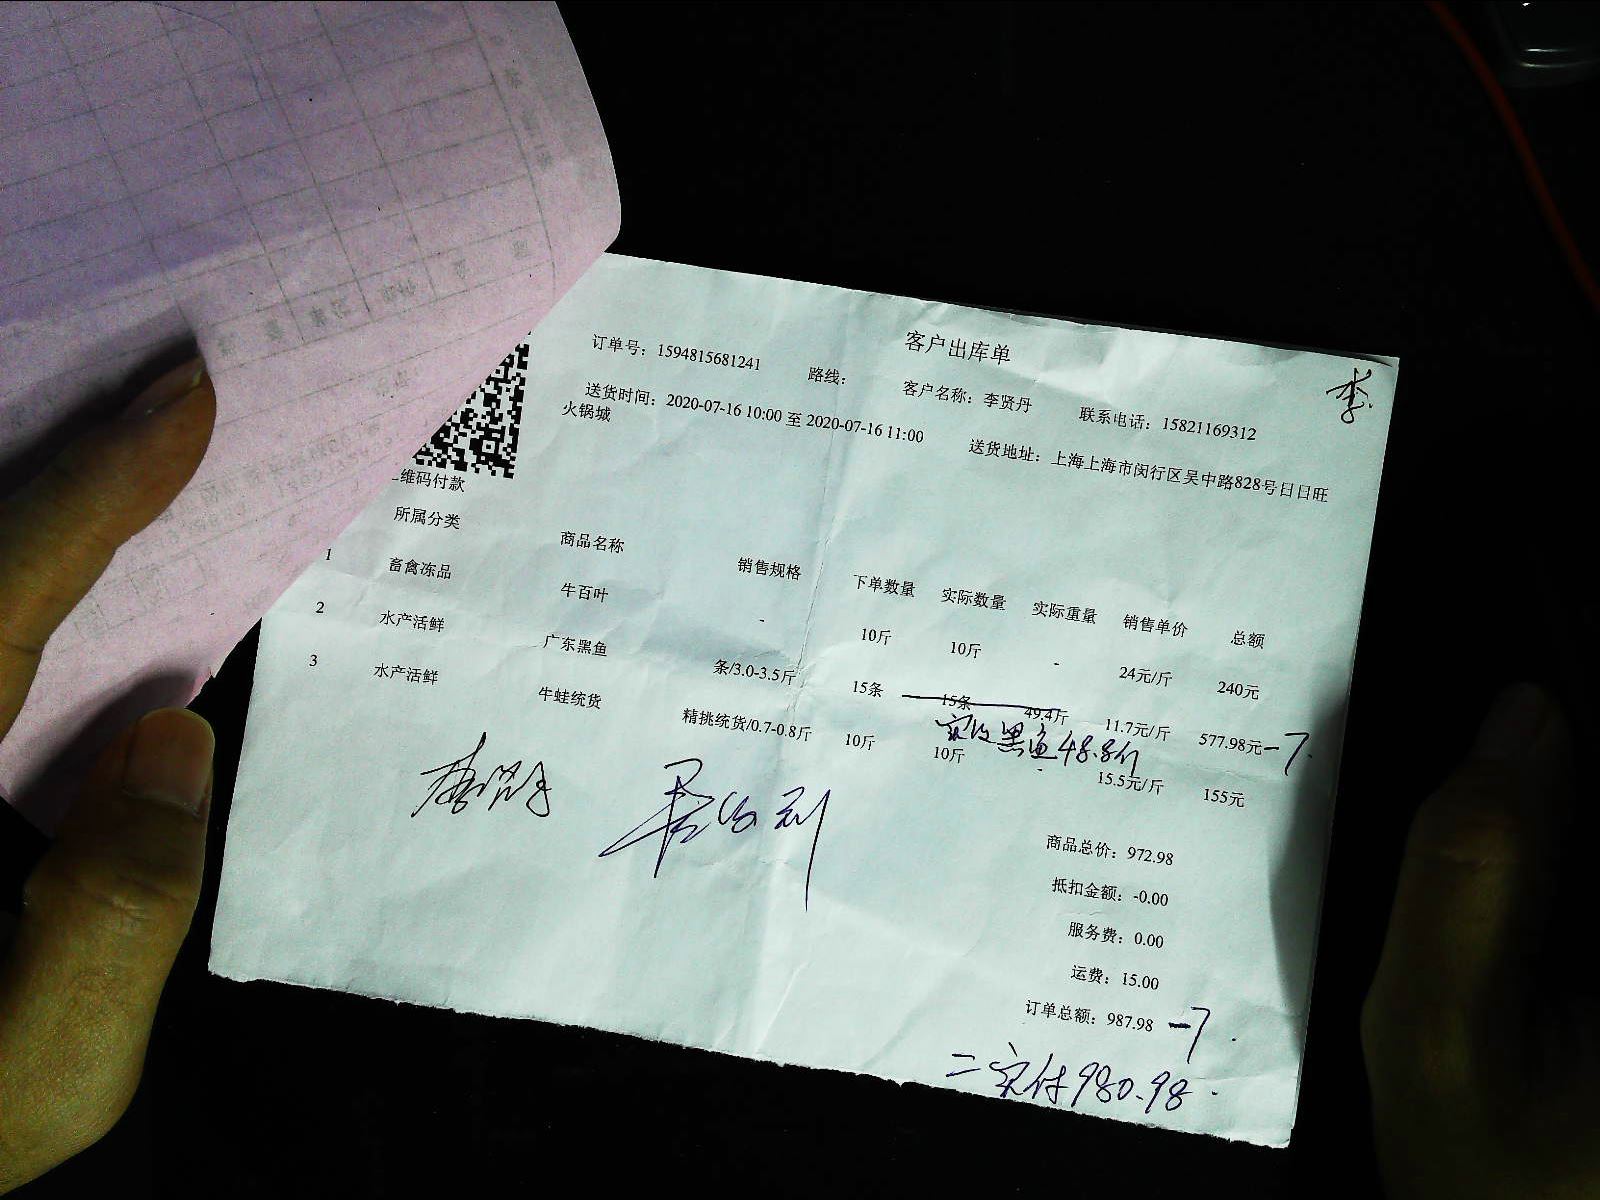 客户出库单
李
订单号：1594815681241 路线： 客户名称：李贤丹 联系电话：15821169312
送货时间：2020-07-16 10:00 至 2020-07-16 11:00 送货地址：上海上海市闵行区吴中路828号日日旺
火锅城
维码付款
所属分类 商品名称 销售规格 下单数量 实际数量 实际重量 销售单价 总额
1 畜禽冻品 牛百叶 - 10斤 10斤 - 24元/斤 240元
2 水产活鲜 广东黑鱼 条/3.0-3.5斤 15条 15条 49.4斤 11.7元/斤 577.98元 -7.
实收黑鱼48.8斤
3 水产活鲜 牛蛙统货 精挑统货/0.7-0.8斤 10斤 10斤 - 15.5元/斤 155元
商品总价：972.98
抵扣金额：-0.00
服务费：0.00
运费：15.00
订单总额：987.98 -7.
=实付980.98.